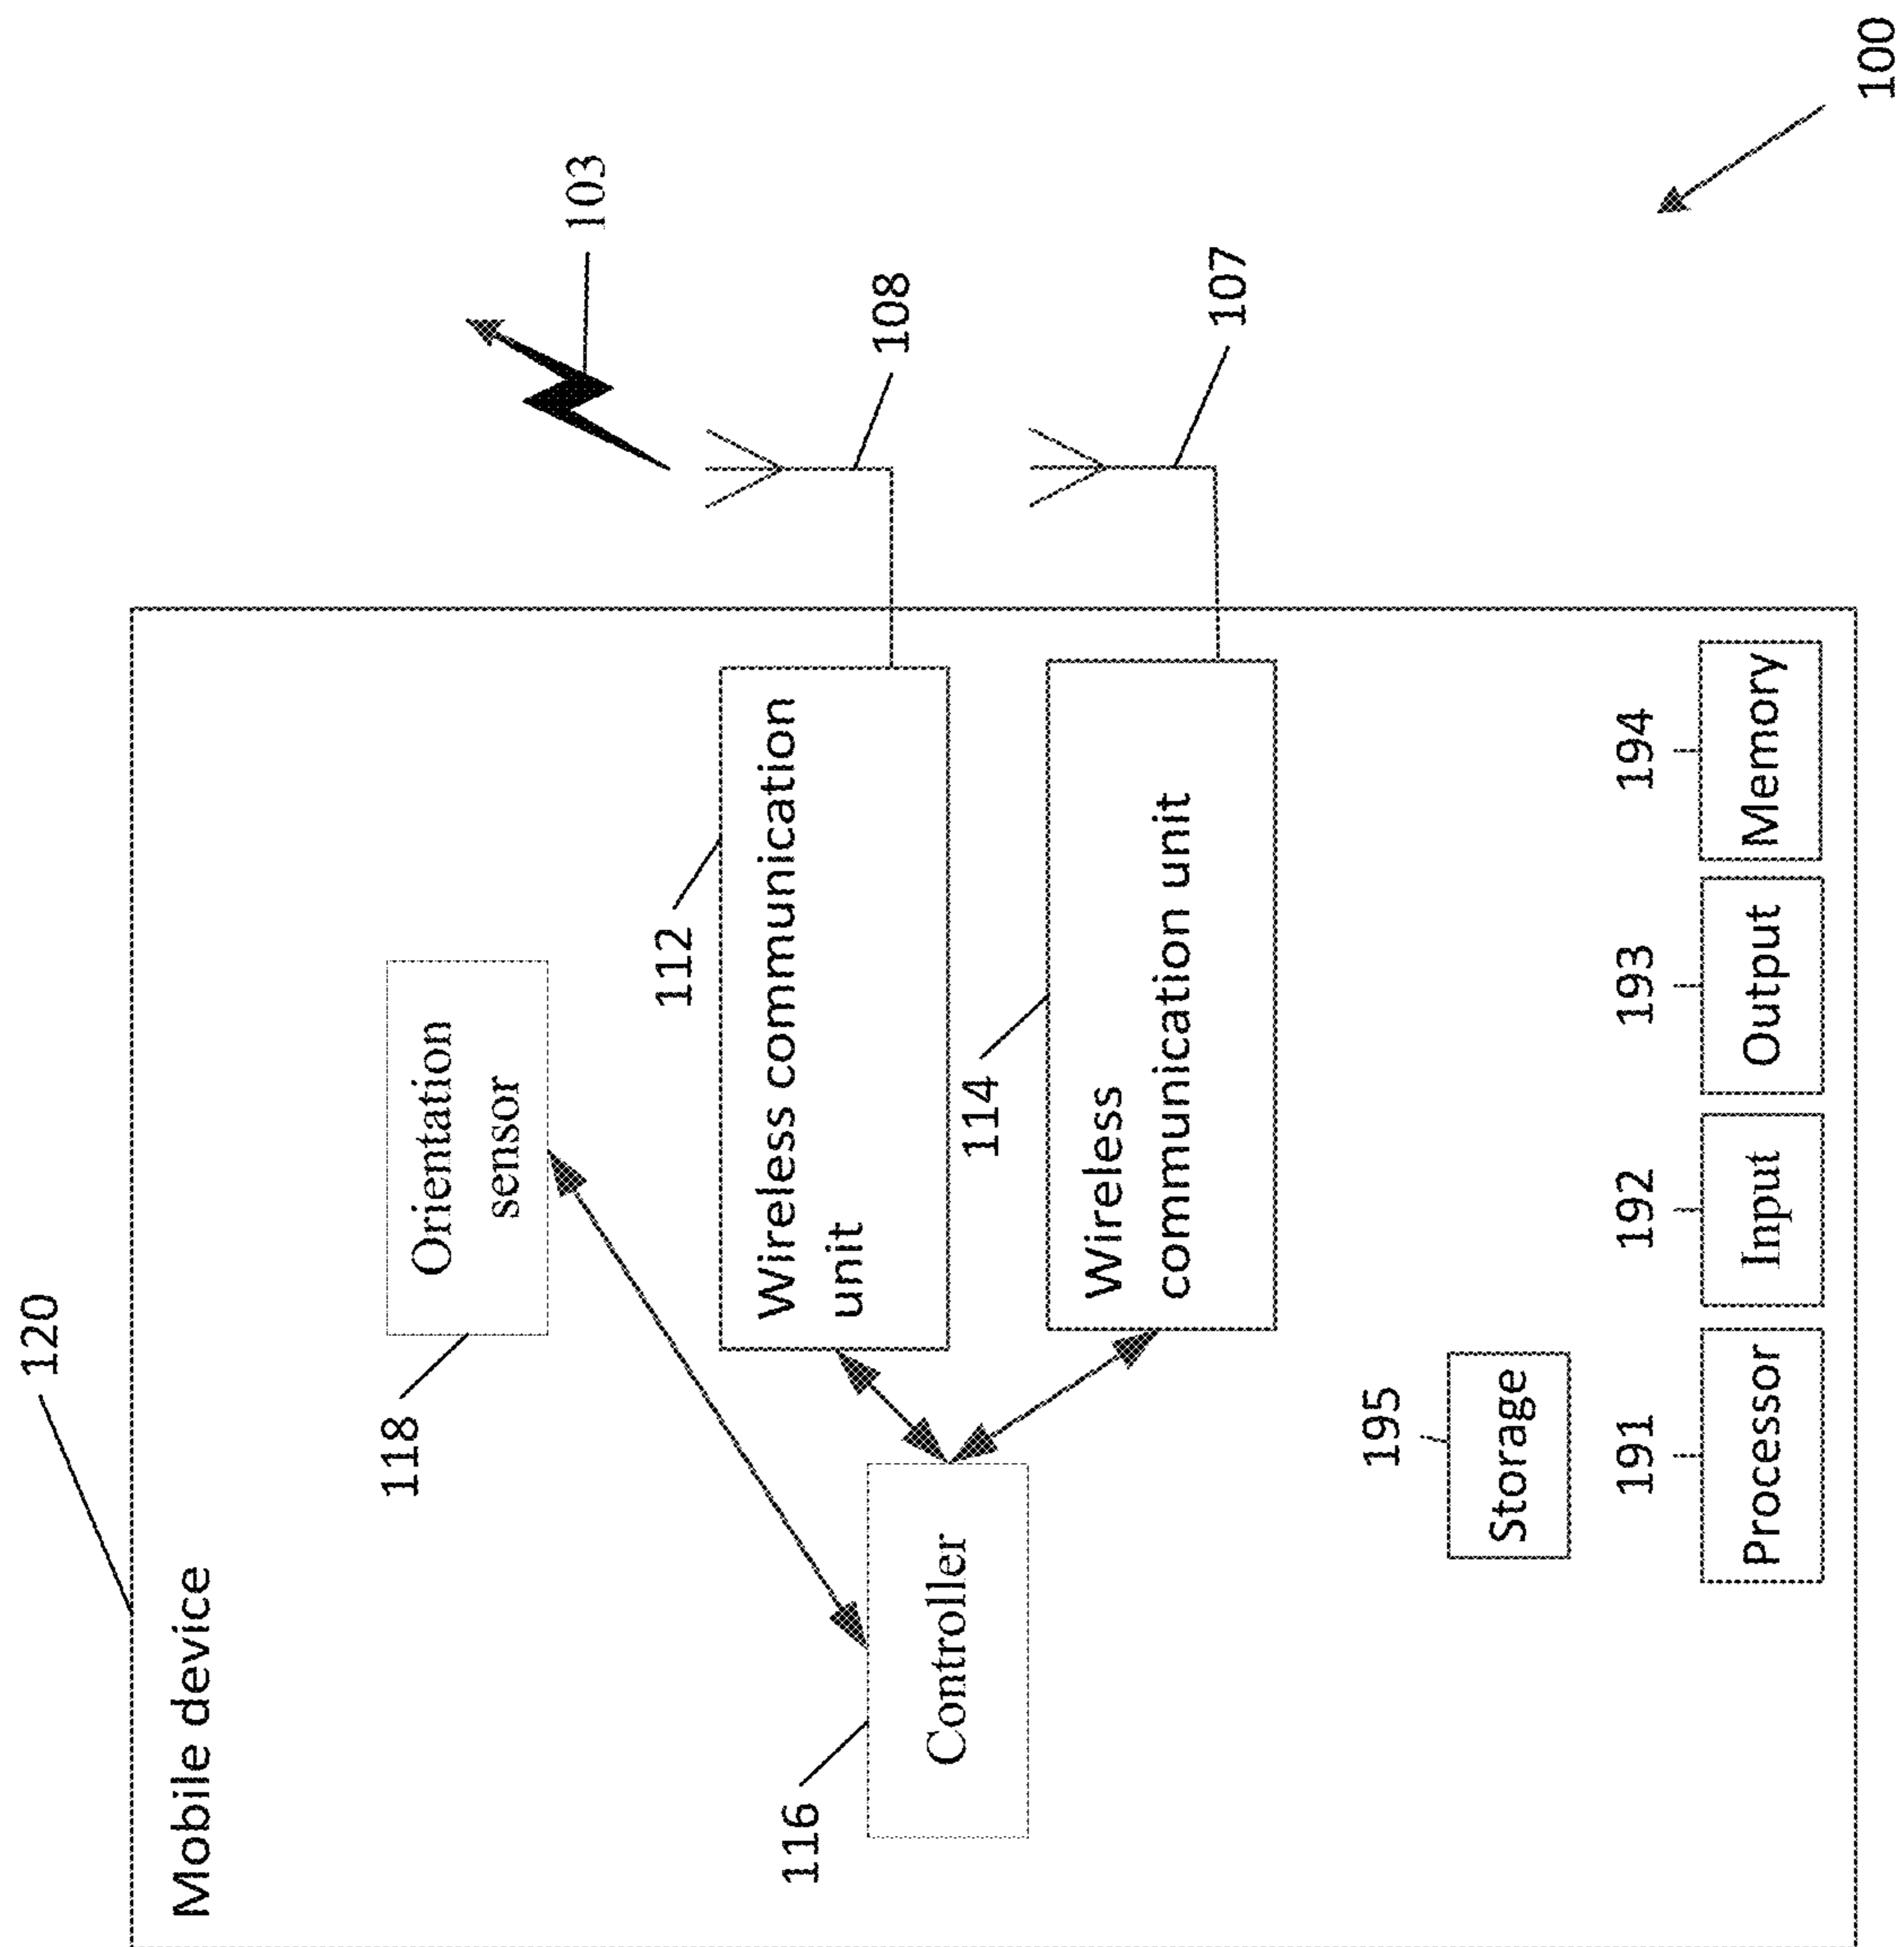 120
Mobile device
118
Orientation
sensor
103
112
Wireless communication
unit
108
116
Controller
114
Wireless
communication unit
107
195
Storage
191
192
193
194
Processor
Input
Output
Memory
100